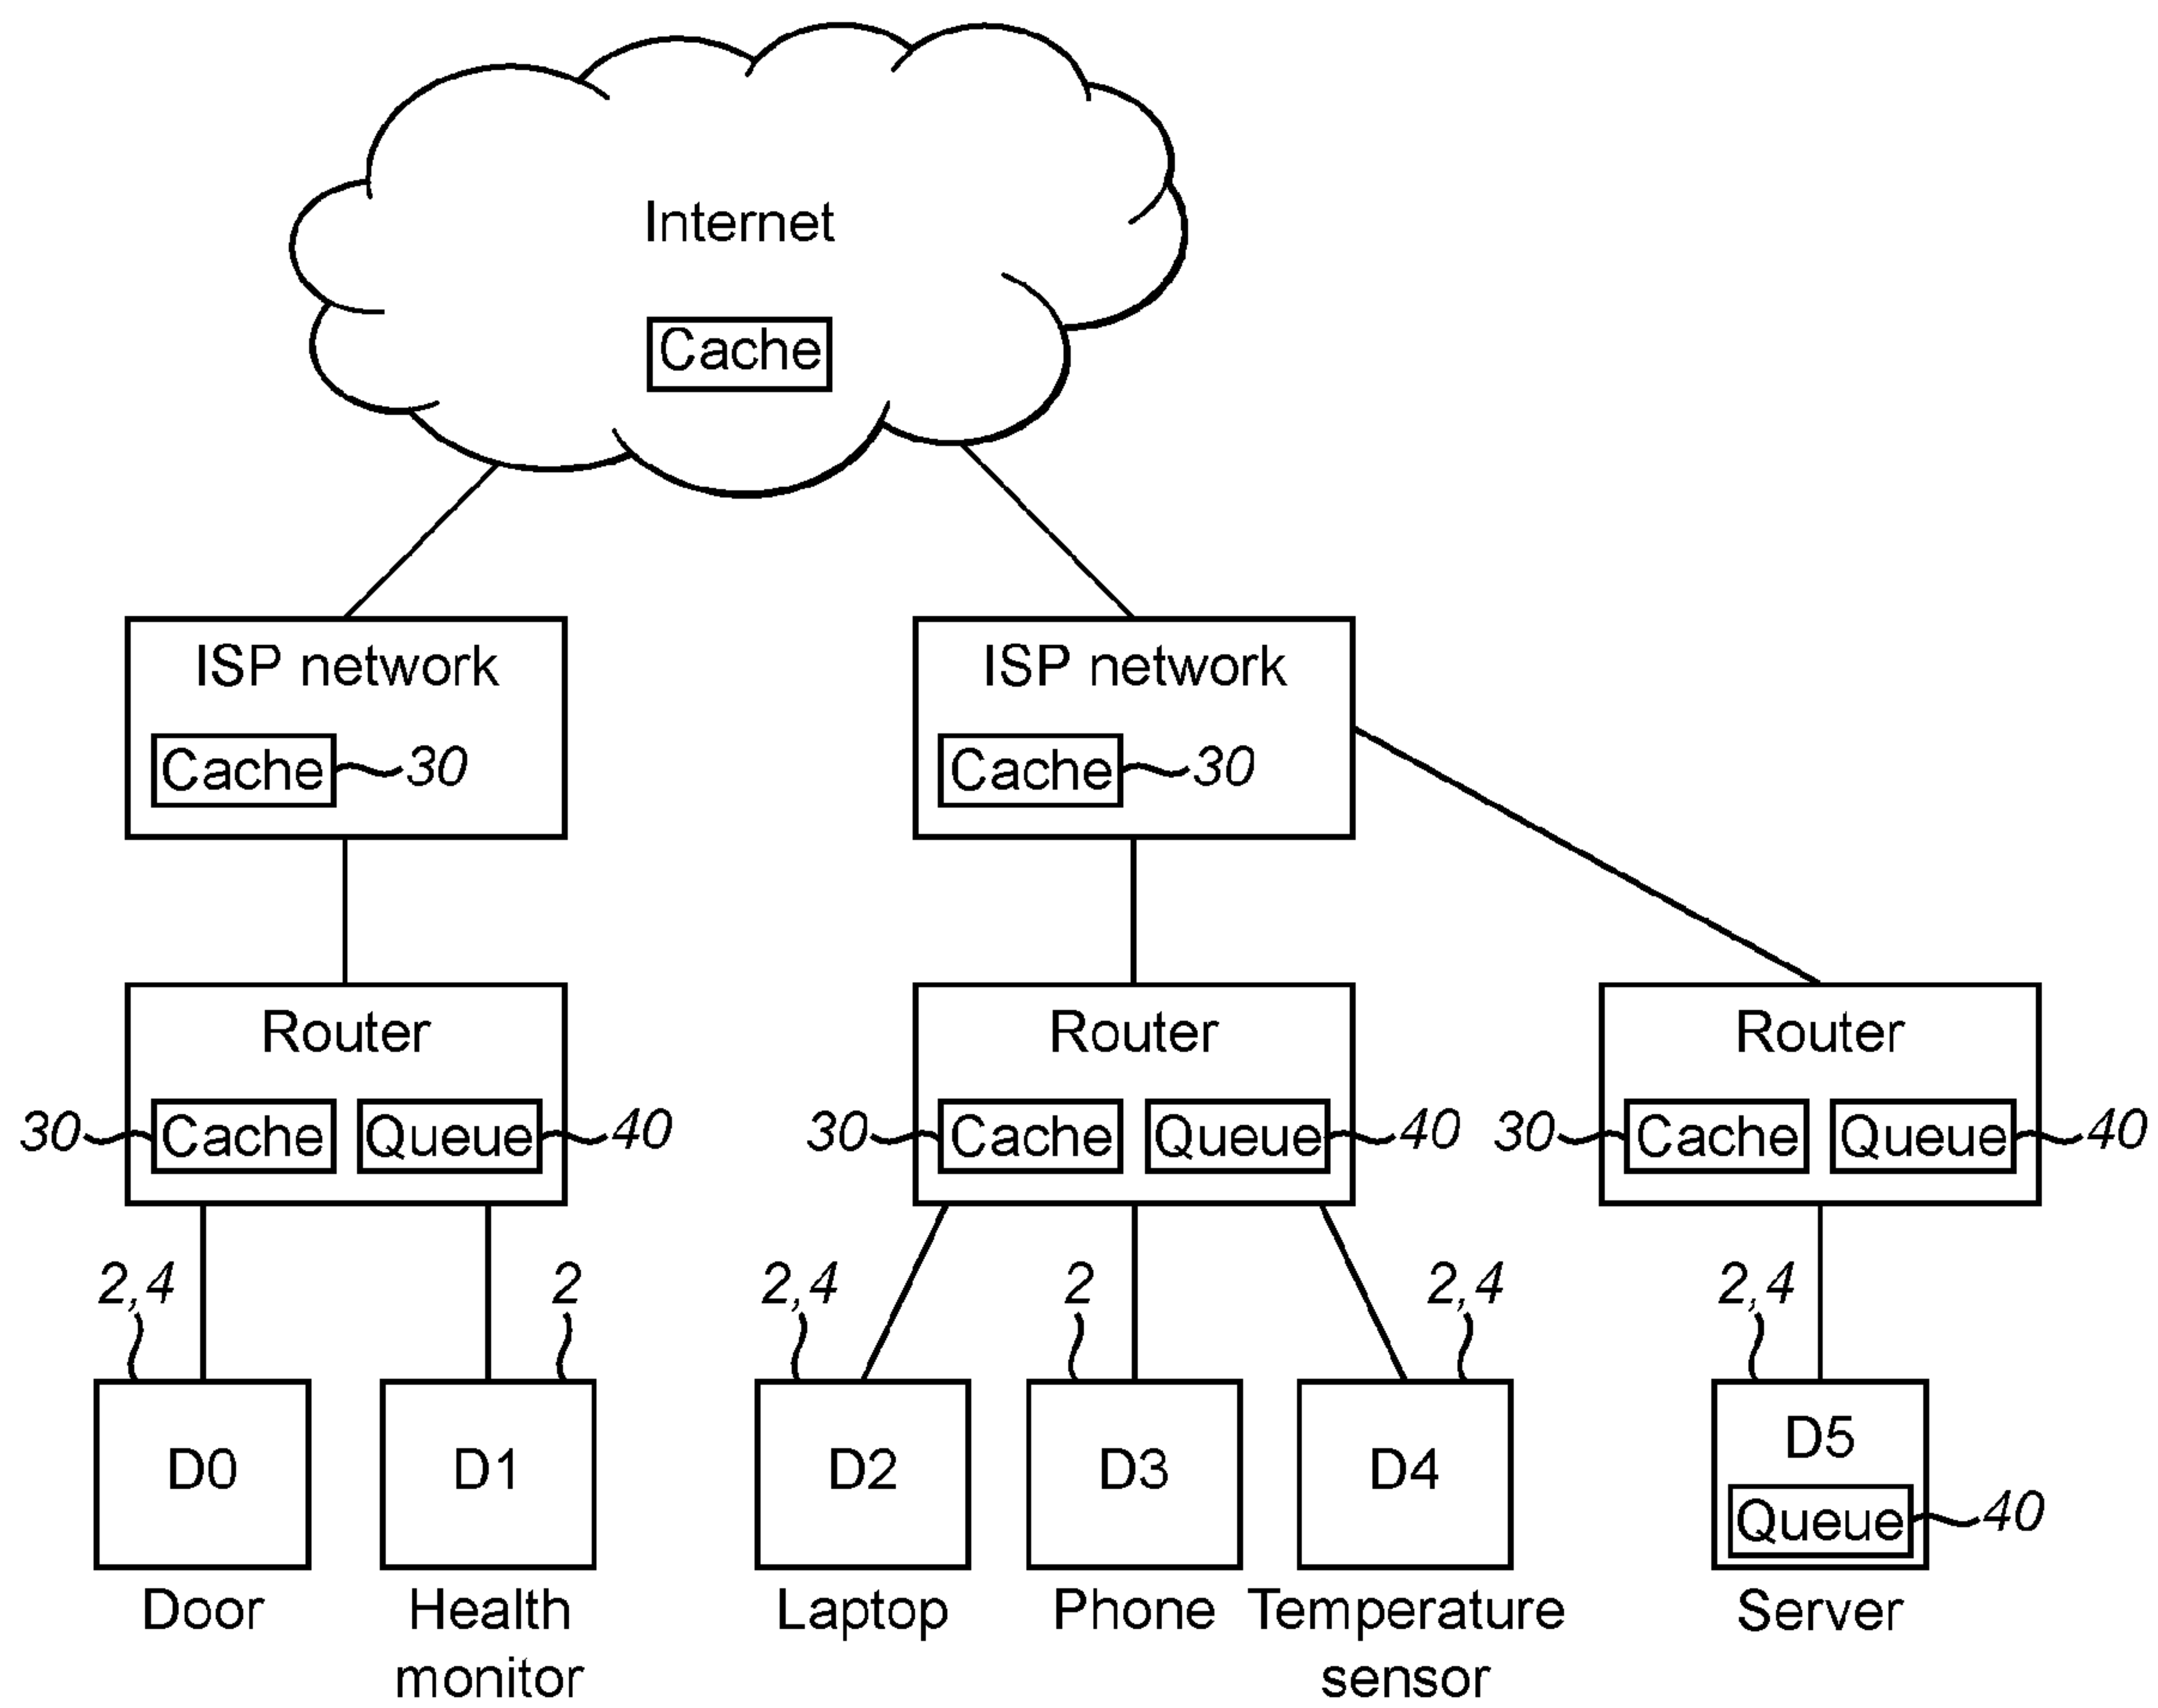 Internet
Cache
ISP network
Cache 30
ISP network
Cache 30
Router
30 Cache Queue 40
Router
30 Cache Queue 40
Router
30 Cache Queue 40
2,4
2
2,4
2
2,4
2,4
D0
D1
D2
D3
D4
D5
Queue 40
Door
Health
monitor
Laptop
Phone
Temperature
sensor
Server